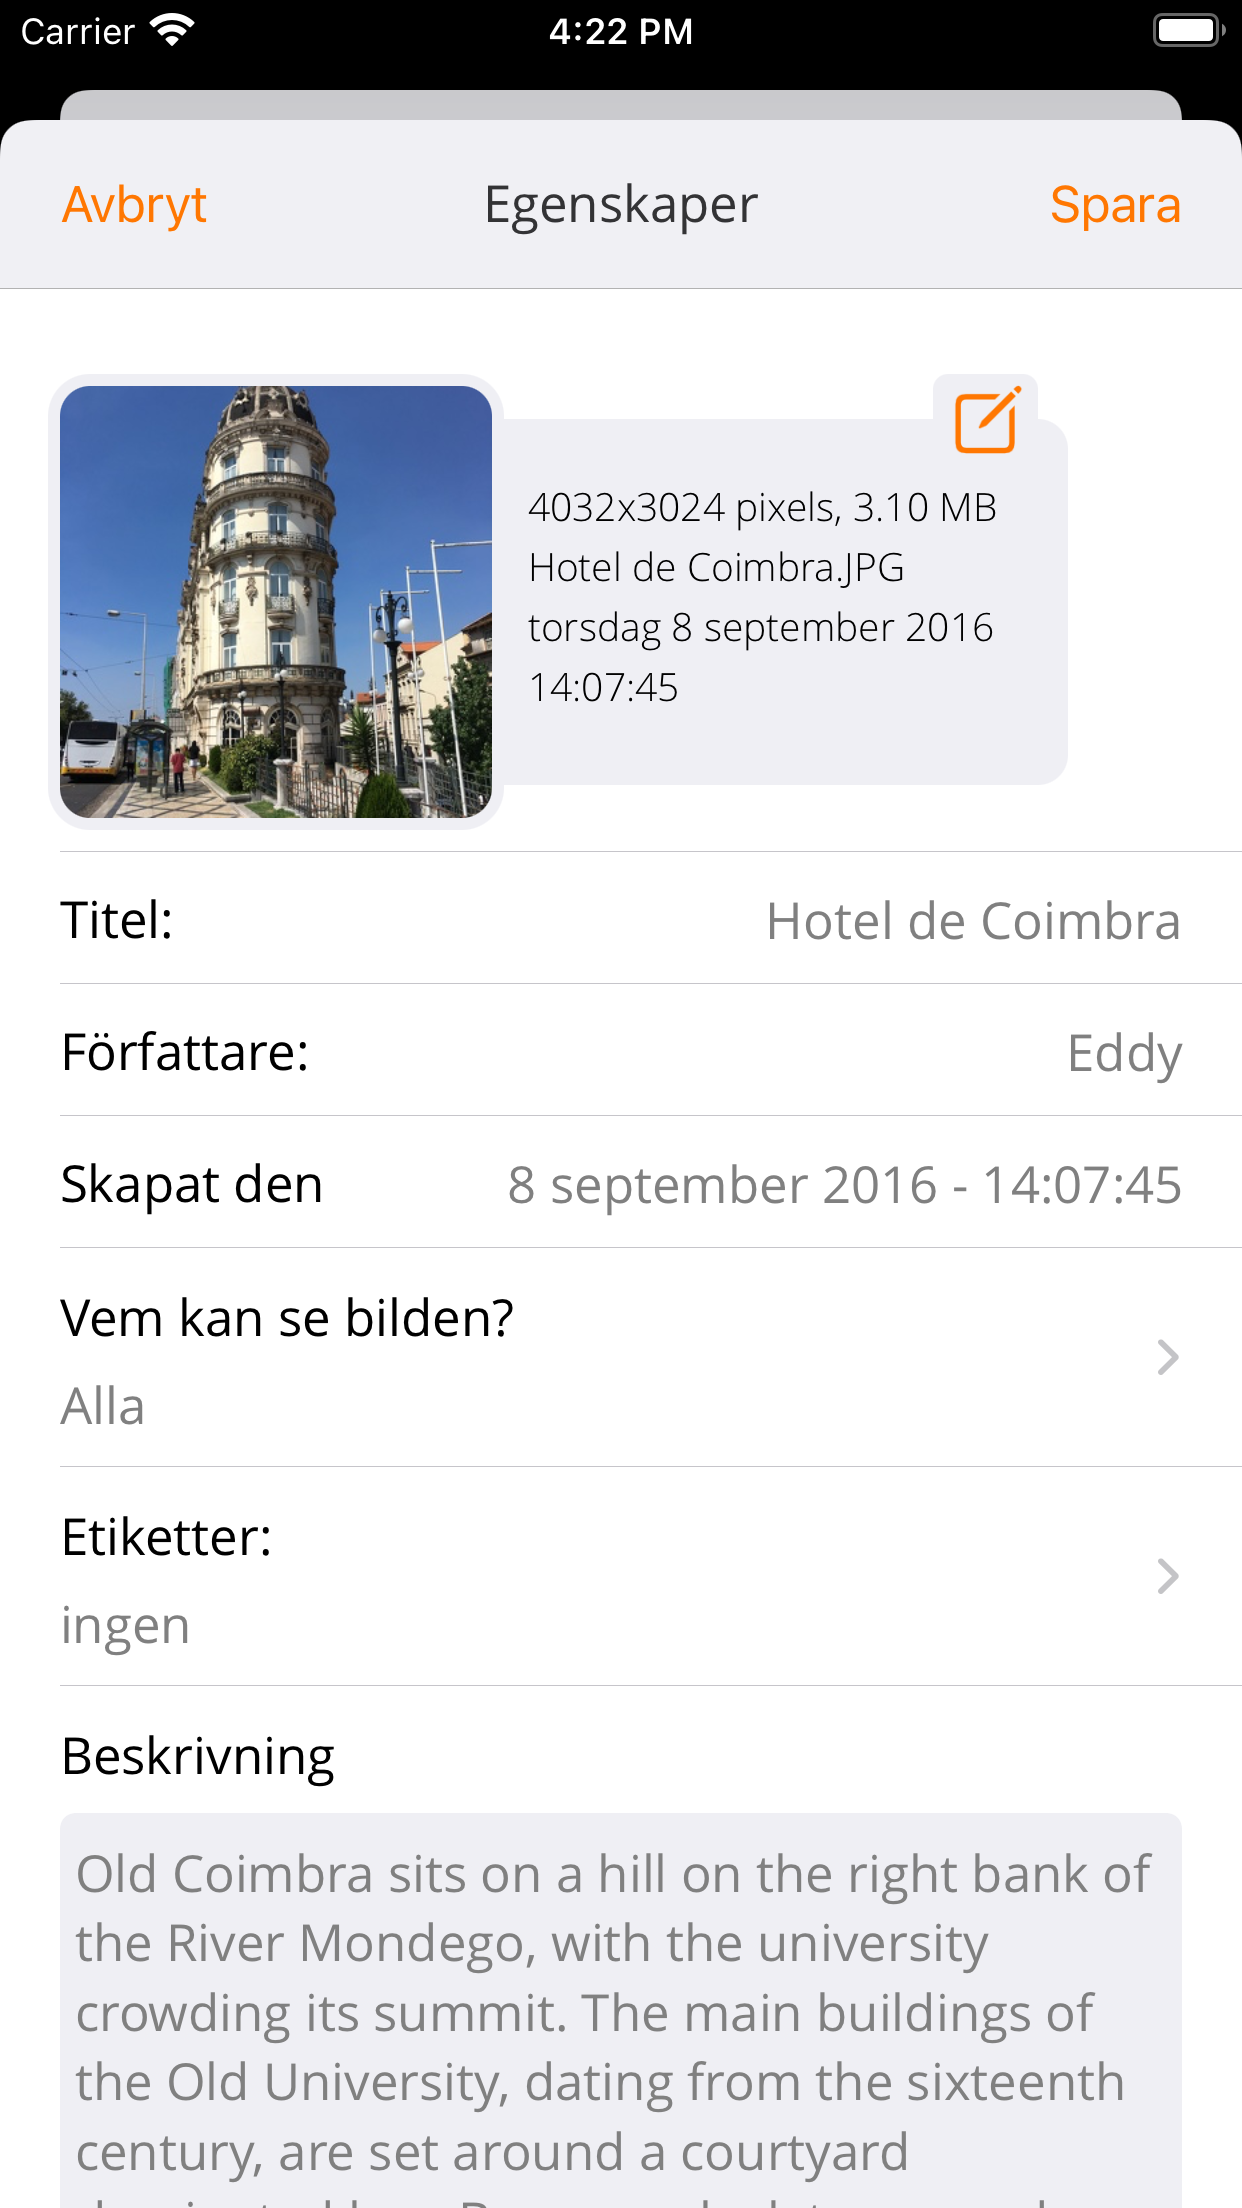 Carrier 4:22 PM
Avbryt Egenskaper Spara
4032x3024 pixels, 3.10 MB
Hotel de Coimbra.JPG
torsdag 8 september 2016
14:07:45
Titel: Hotel de Coimbra
Författare: Eddy
Skapat den 8 september 2016 - 14:07:45
Vem kan se bilden?
Alla
Etiketter:
ingen
Beskrivning
Old Coimbra sits on a hill on the right bank of
the River Mondego, with the university
crowding its summit. The main buildings of
the Old University, dating from the sixteenth
century, are set around a courtyard